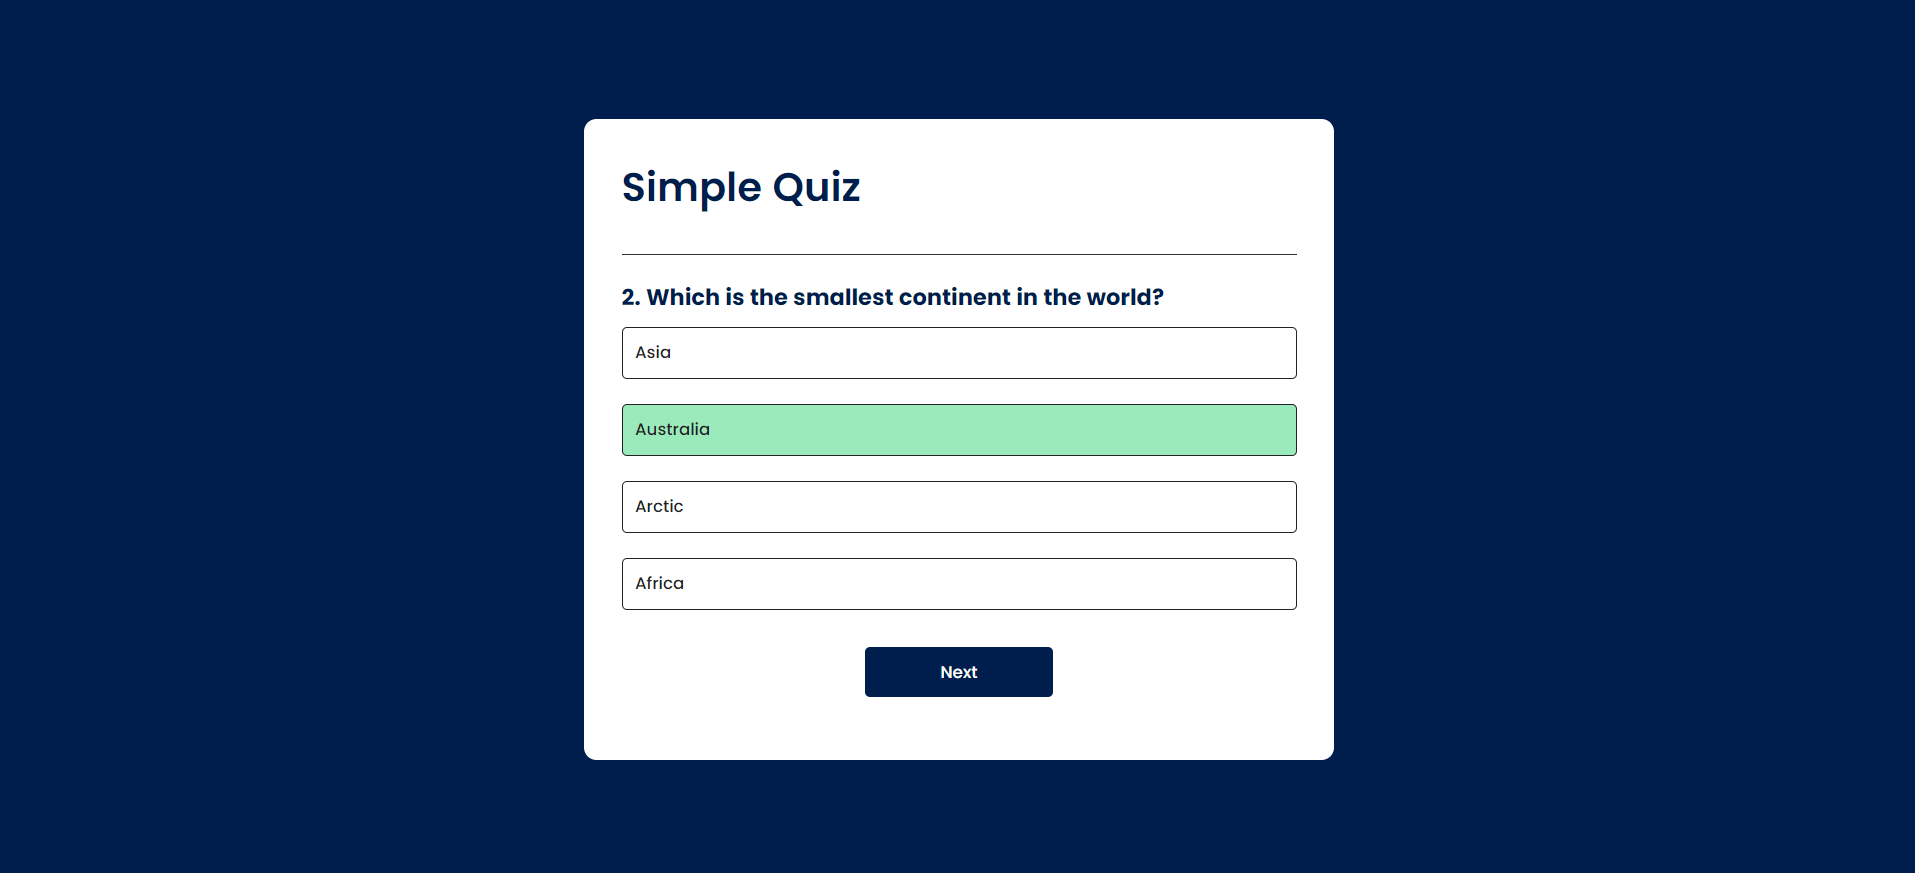 Simple Quiz
2. Which is the smallest continent in the world?
Asia
Australia
Arctic
Africa
Next